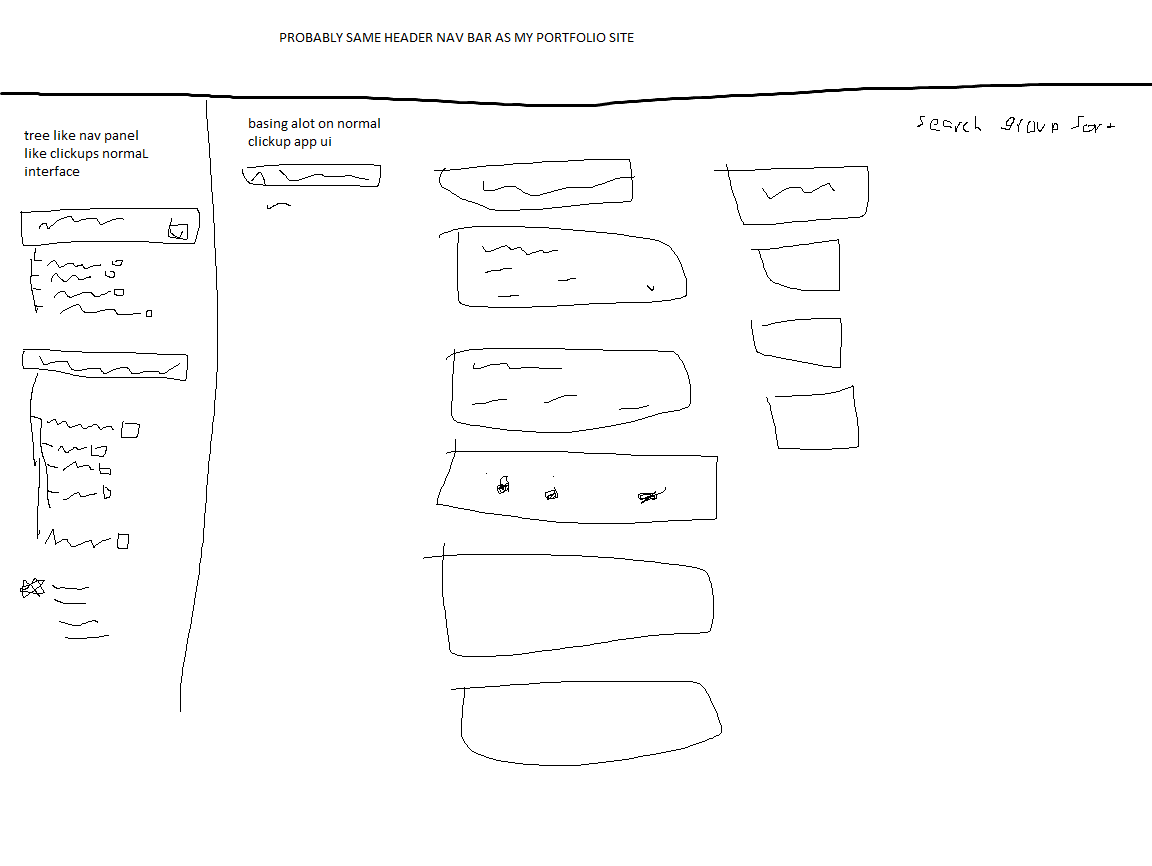 PROBABLY SAME HEADER NAV BAR AS MY PORTFOLIO SITE
tree like nav panel
like clickups normaL
interface
basing alot on normal
clickup app ui
search group sort